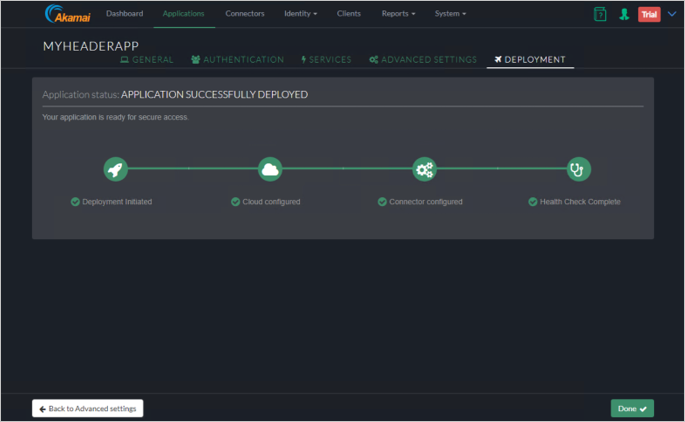 Akamai Dashboard Applications Connectors Identity Clients Reports System ? Trial
MYHEADERAPP
GENERAL AUTHENTICATION SERVICES ADVANCED SETTINGS DEPLOYMENT
Application status: APPLICATION SUCCESSFULLY DEPLOYED
Your application is ready for secure access.
Deployment Initiated Cloud configured Connector configured Health Check Complete
Back to Advanced settings Done